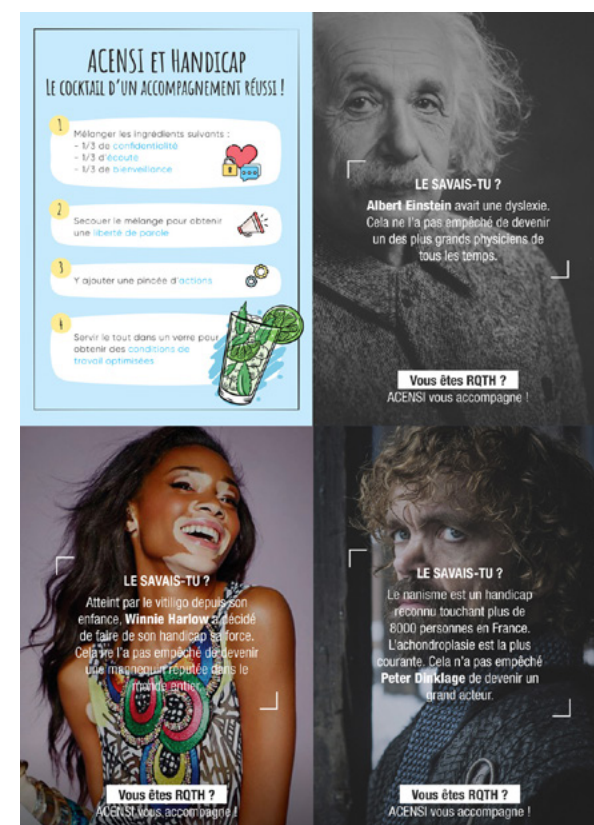 ACENSI ET HANDICAP
LE COCKTAIL D'UN ACCOMPAGNEMENT RÉUSSI !
1
Mélanger les ingrédients suivants :
- 1/3 de confidentialité
- 1/3 d'écoute
- 1/3 de bienveillance
2
Secouer le mélange pour obtenir
une liberté de parole
3
Y ajouter une pincée d'actions
4
Servir le tout dans un verre pour
obtenir des conditions de
travail optimisées
LE SAVAIS-TU ?
Albert Einstein avait une dyslexie.
Cela ne l'a pas empêché de devenir
un des plus grands physiciens de
tous les temps.
Vous êtes RQTH ?
ACENSI vous accompagne !
LE SAVAIS-TU ?
Atteint par le vitiligo depuis son
enfance, Winnie Harlow a décidé
de faire de son handicap sa force.
Cela ne l'a pas empêché de devenir
une mannequin réputée dans le
monde entier.
Vous êtes RQTH ?
ACENSI vous accompagne !
LE SAVAIS-TU ?
Le nanisme est un handicap
reconnu touchant plus de
8000 personnes en France.
L'achondroplasie est la plus
courante. Cela n'a pas empêché
Peter Dinklage de devenir un
grand acteur.
Vous êtes RQTH ?
ACENSI vous accompagne !